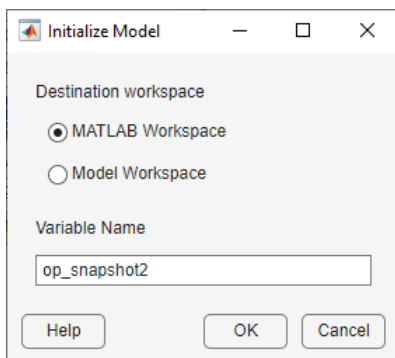 Initialize Model
Destination workspace
MATLAB Workspace
Model Workspace
Variable Name
op_snapshot2
Help OK Cancel